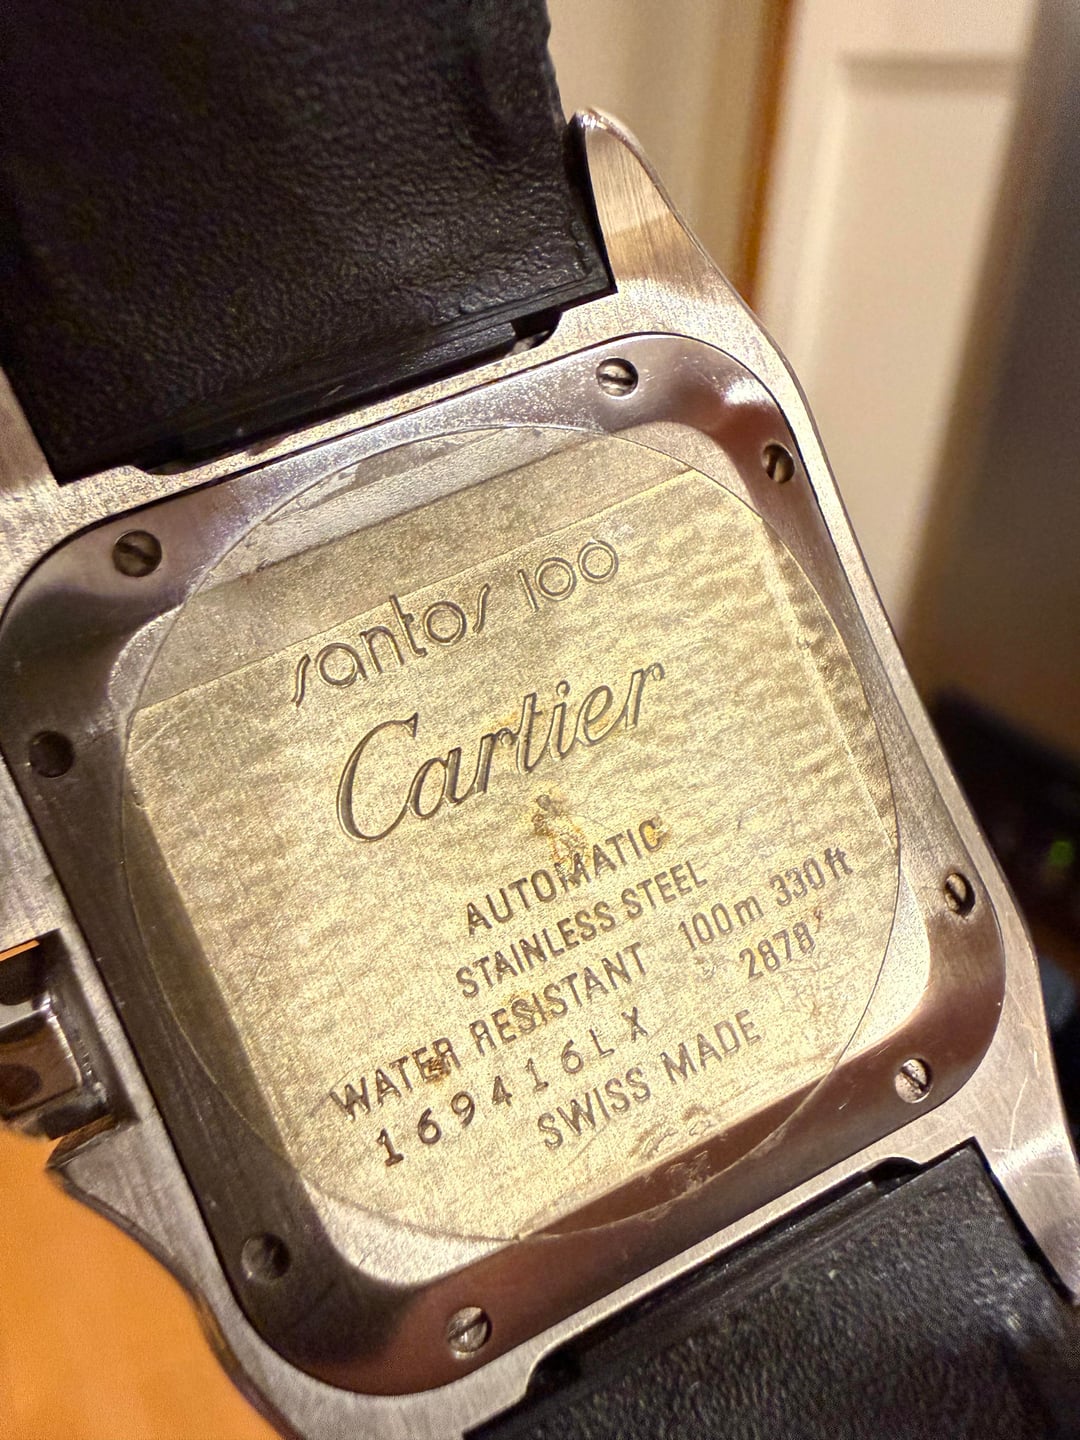 santos 100
Cartier
AUTOMATIC
STAINLESS STEEL
WATER RESISTANT 100m 330ft
169416LX 2878
SWISS MADE